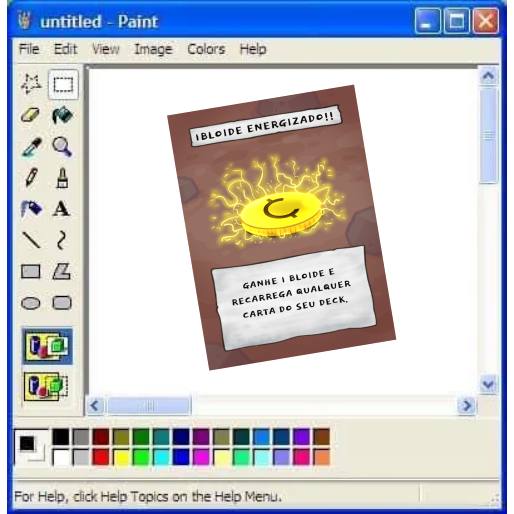 untitled - Paint
File Edit View Image Colors Help
1BLOIDE ENERGIZADO!!
GANHE 1 BLOIDE E
RECARREGA QUALQUER
CARTA DO SEU DECK.
A
For Help, click Help Topics on the Help Menu.